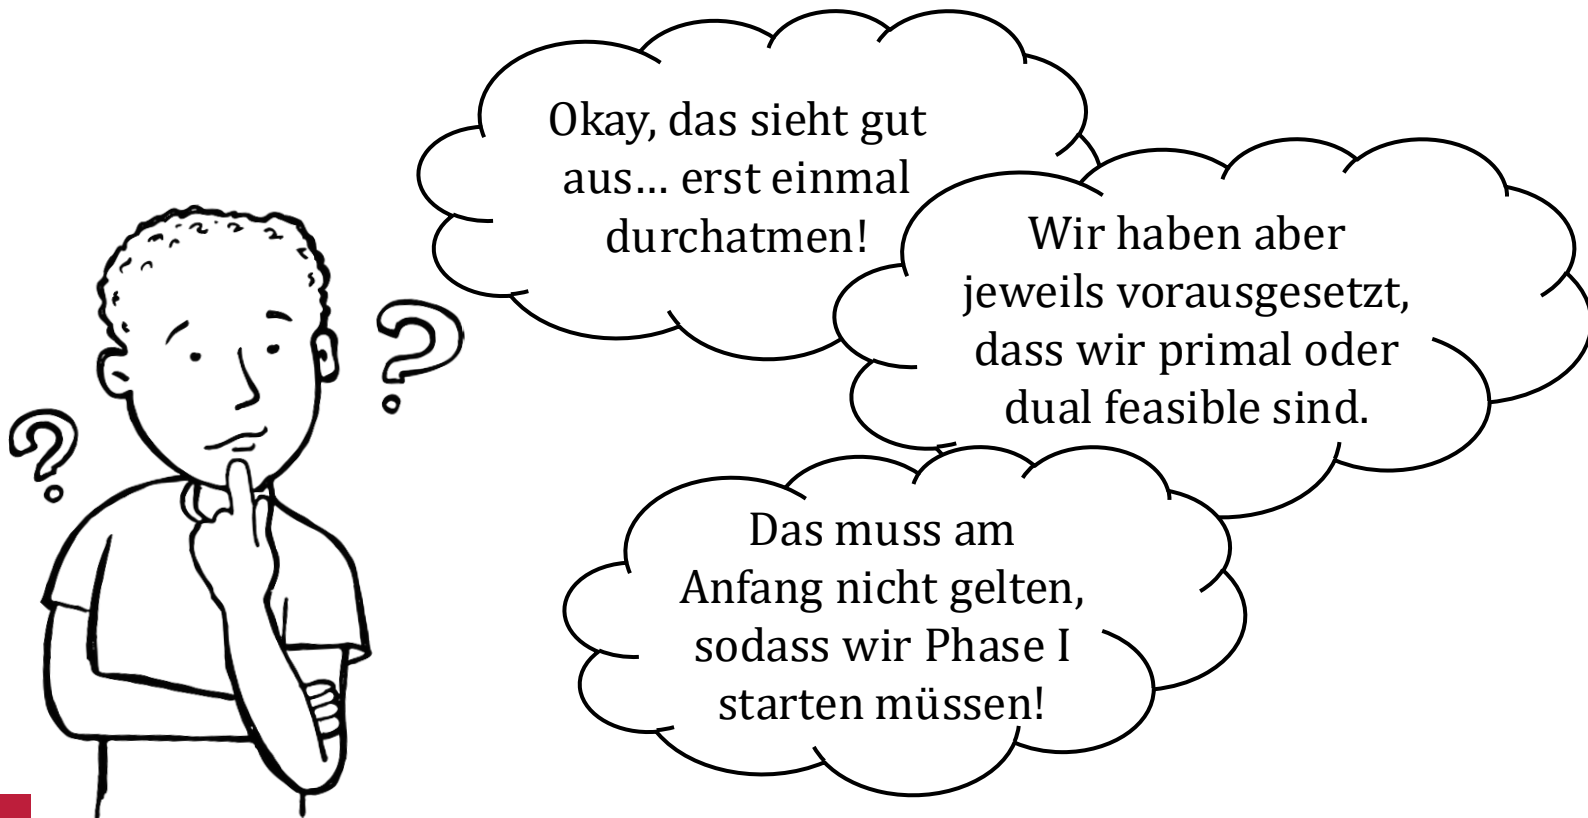 Okay, das sieht gut
aus... erst einmal
durchatmen!
Wir haben aber
jeweils vorausgesetzt,
dass wir primal oder
dual feasible sind.
Das muss am
Anfang nicht gelten,
sodass wir Phase I
starten müssen!
?
?